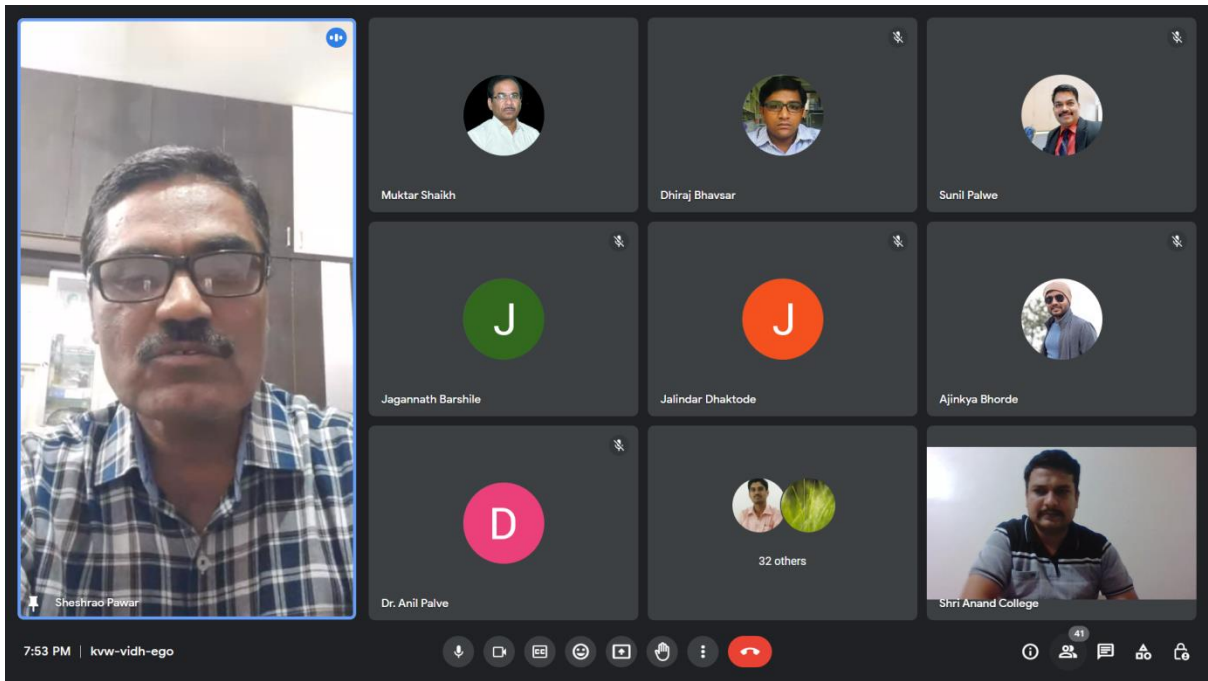 Muktar Shaikh
Dhiraj Bhavsar
Sunil Palwe
J
J
Jagannath Barshile
Jalindar Dhaktode
Ajinkya Bhorde
D
32 others
Sheshrao Pawar
Dr. Anil Palve
Shri Anand College
41
7:53 PM | kvw-vidh-ego
CC